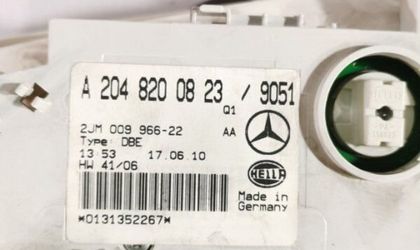 A 204 820 08 23 / 9051
Q1
2JM 009 966-22 AA
Type: DBE
13:53 17.06.10
HW 41/06
HELLA
Made in
Germany
*0131352267*